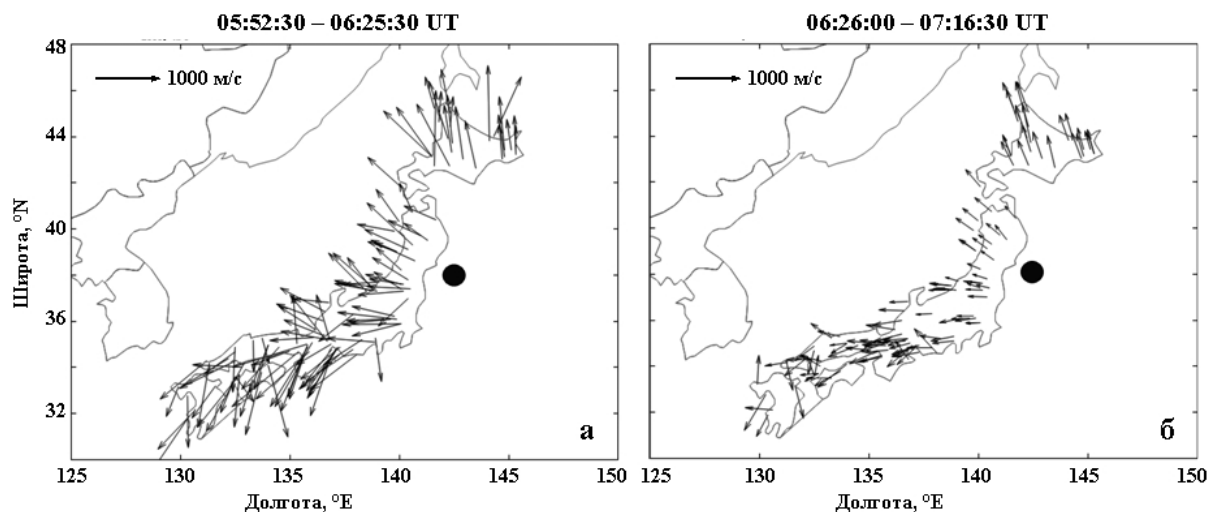 05:52:30 – 06:25:30 UT
06:26:00 – 07:16:30 UT
48
44
40
36
32
1000 м/с
1000 м/с
Широта, °N
а
б
125 130 135 140 145 150
125 130 135 140 145 150
Долгота, °E
Долгота, °E